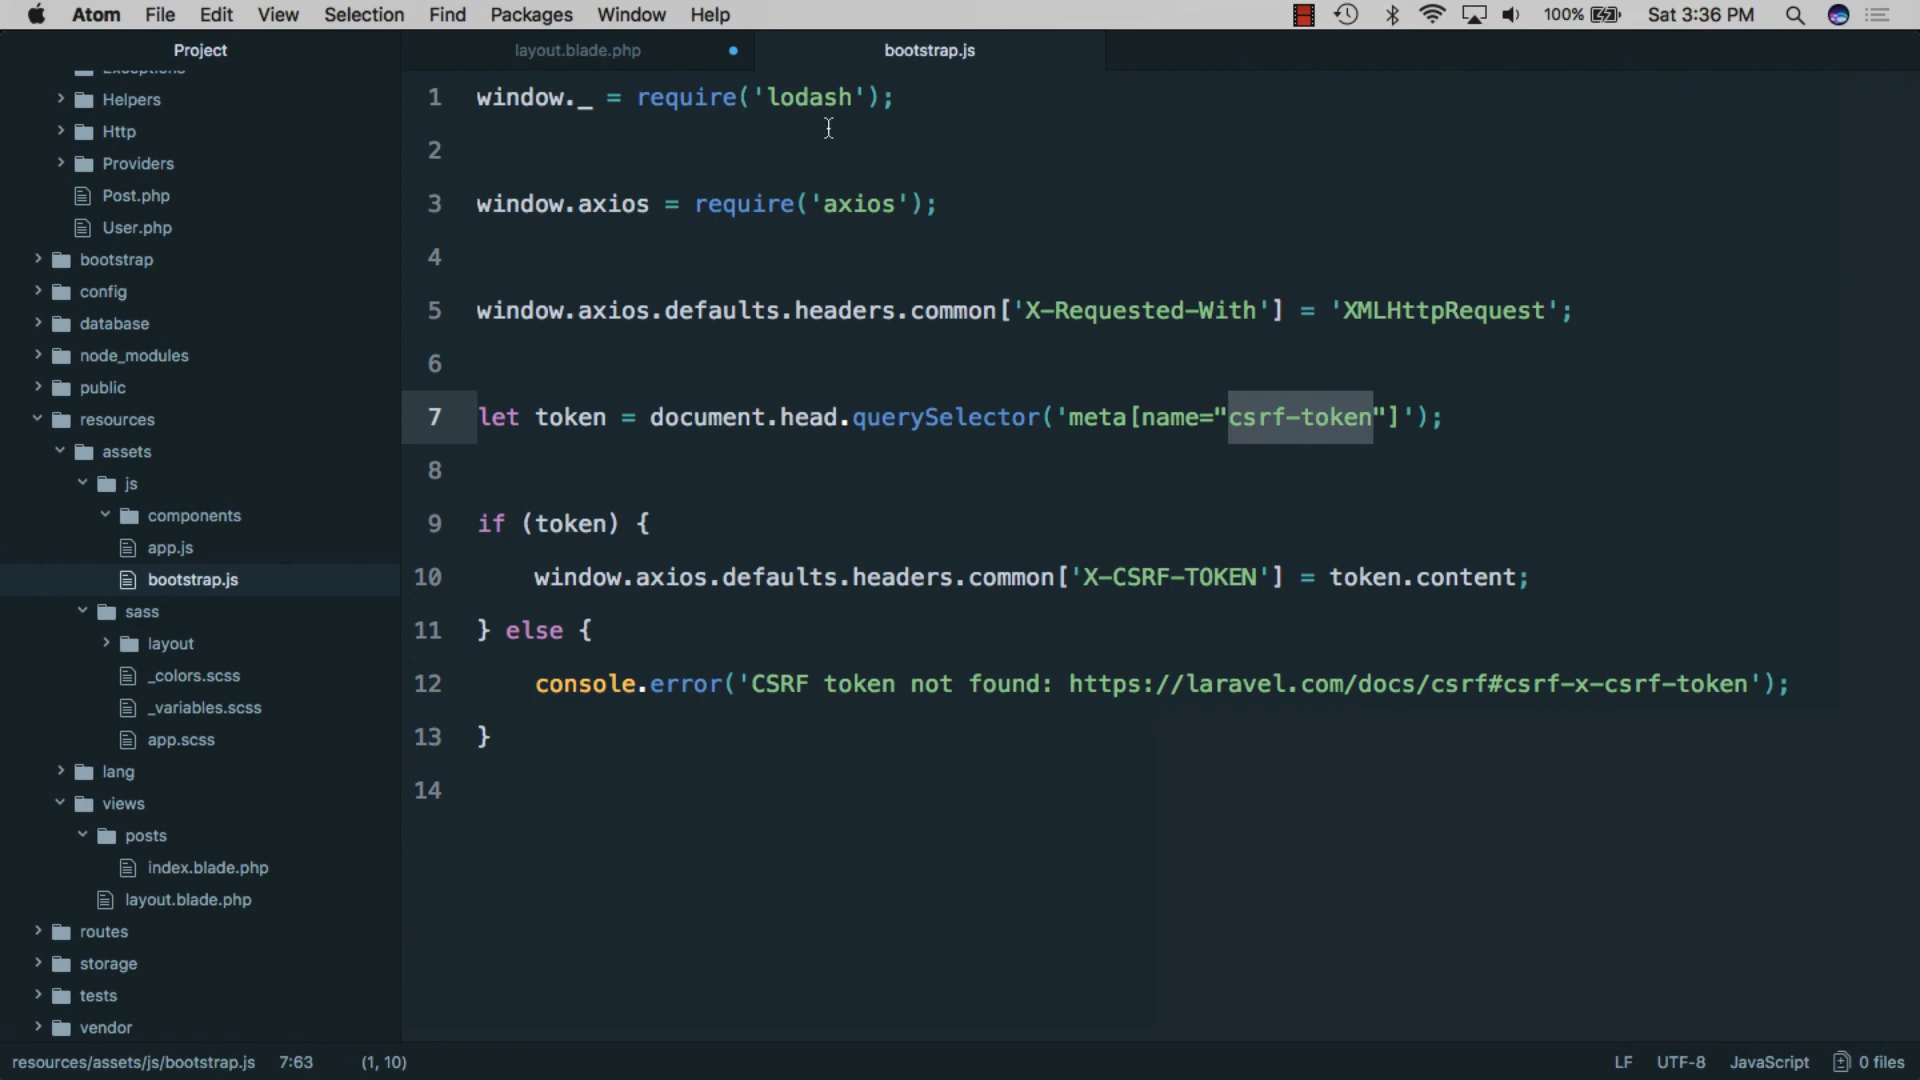 Atom File Edit View Selection Find Packages Window Help 100% Sat 3:36 PM
Project layout.blade.php bootstrap.js
Exceptions
Helpers
Http
Providers
Post.php
User.php
bootstrap
config
database
node_modules
public
resources
assets
js
components
app.js
bootstrap.js
sass
layout
_colors.scss
_variables.scss
app.scss
lang
views
posts
index.blade.php
layout.blade.php
routes
storage
tests
vendor
1 window._ = require('lodash');
2
3 window.axios = require('axios');
4
5 window.axios.defaults.headers.common['X-Requested-With'] = 'XMLHttpRequest';
6
7 let token = document.head.querySelector('meta[name="csrf-token"]');
8
9 if (token) {
10 window.axios.defaults.headers.common['X-CSRF-TOKEN'] = token.content;
11 } else {
12 console.error('CSRF token not found: https://laravel.com/docs/csrf#csrf-x-csrf-token');
13 }
14
resources/assets/js/bootstrap.js 7:63 (1, 10) LF UTF-8 JavaScript 0 files